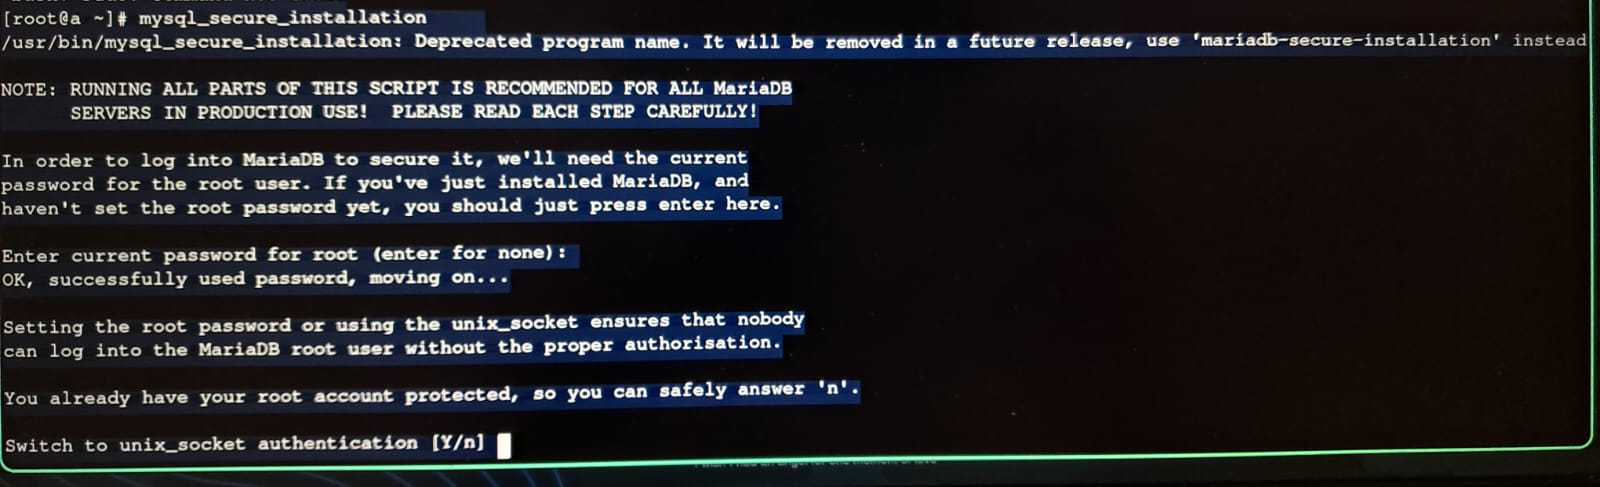 [root@a ~]# mysql_secure_installation
/usr/bin/mysql_secure_installation: Deprecated program name. It will be removed in a future release, use 'mariadb-secure-installation' instead
NOTE: RUNNING ALL PARTS OF THIS SCRIPT IS RECOMMENDED FOR ALL MariaDB
SERVERS IN PRODUCTION USE!  PLEASE READ EACH STEP CAREFULLY!
In order to log into MariaDB to secure it, we'll need the current
password for the root user. If you've just installed MariaDB, and
haven't set the root password yet, you should just press enter here.
Enter current password for root (enter for none):
OK, successfully used password, moving on...
Setting the root password or using the unix_socket ensures that nobody
can log into the MariaDB root user without the proper authorisation.
You already have your root account protected, so you can safely answer 'n'.
Switch to unix_socket authentication [Y/n]